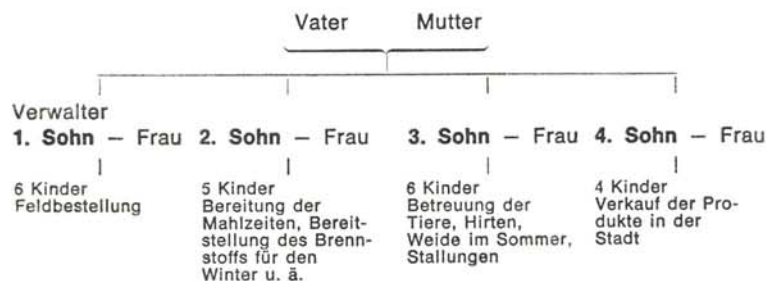 Vater Mutter
Verwalter
1. Sohn – Frau 2. Sohn – Frau 3. Sohn – Frau 4. Sohn – Frau
6 Kinder
Feldbestellung
5 Kinder
Bereitung der
Mahlzeiten, Bereit-
stellung des Brenn-
stoffs für den
Winter u. ä.
6 Kinder
Betreuung der
Tiere, Hirten,
Weide im Sommer,
Stallungen
4 Kinder
Verkauf der Pro-
dukte in der
Stadt